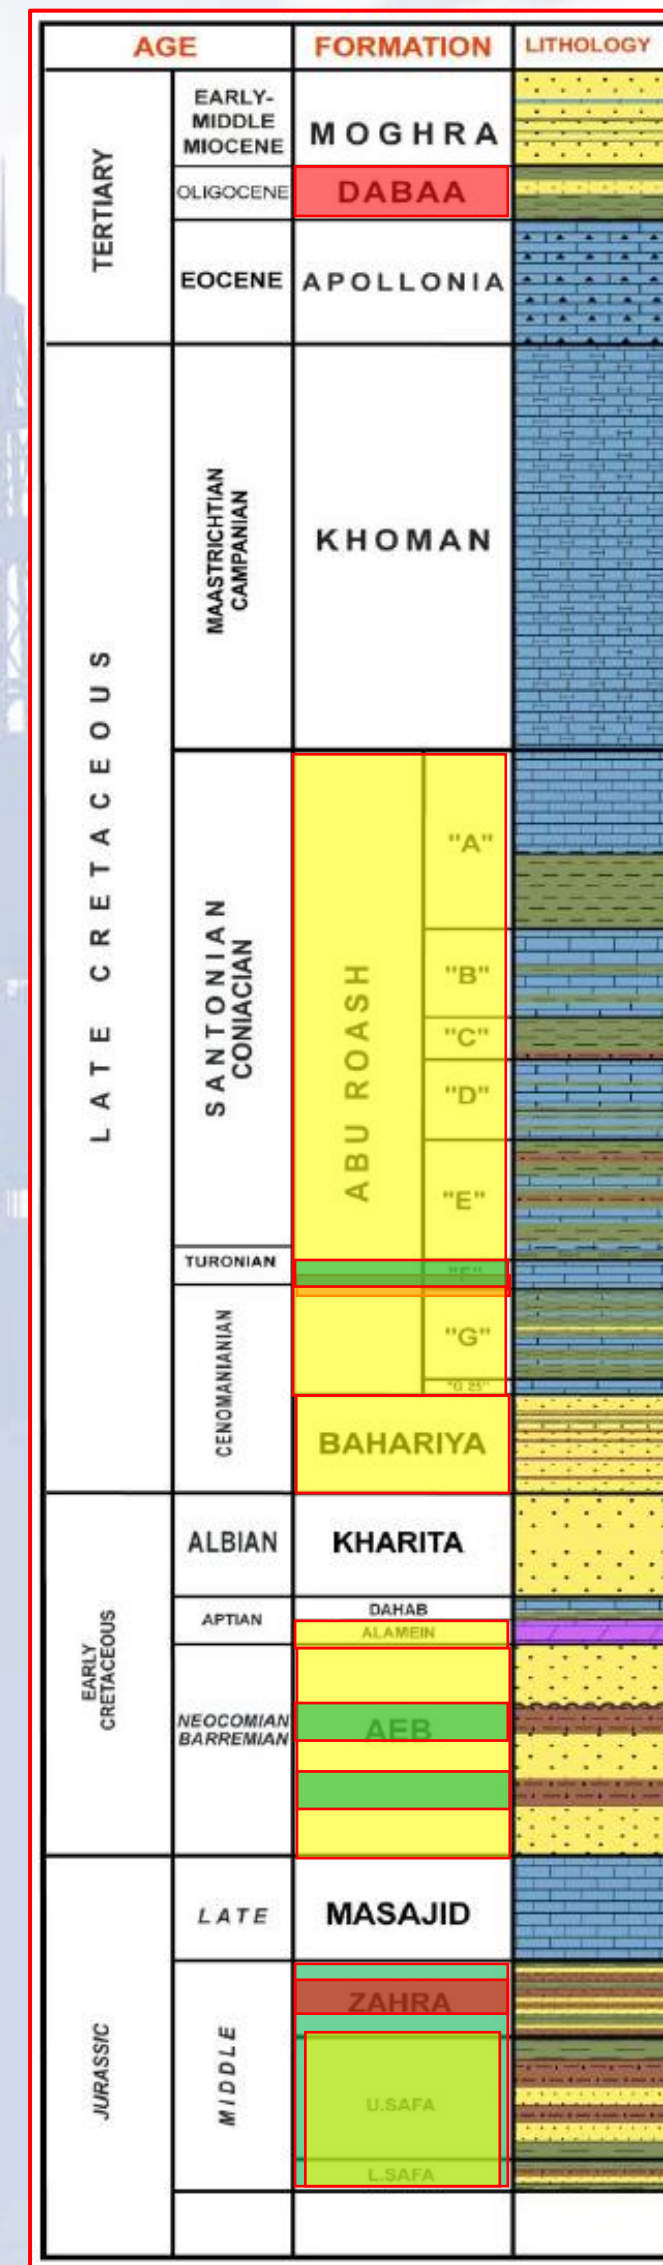 AGE FORMATION LITHOLOGY
TERTIARY
EARLY-
MIDDLE
MIOCENE
MOGHRA
OLIGOCENE
DABAA
EOCENE
APOLLONIA
LATE CRETACEOUS
MAASTRICHTIAN
CAMPANIAN
KHOMAN
SANTONIAN
CONIACIAN
ABU ROASH
"A"
"B"
"C"
"D"
"E"
TURONIAN
"F"
CENOMANIANIAN
"G"
"G 25"
BAHARIYA
EARLY
CRETACEOUS
ALBIAN
KHARITA
APTIAN
DAHAB
ALAMEIN
NEOCOMIAN
BARREMIAN
AEB
JURASSIC
LATE
MASAJID
MIDDLE
ZAHRA
U.SAFA
L.SAFA